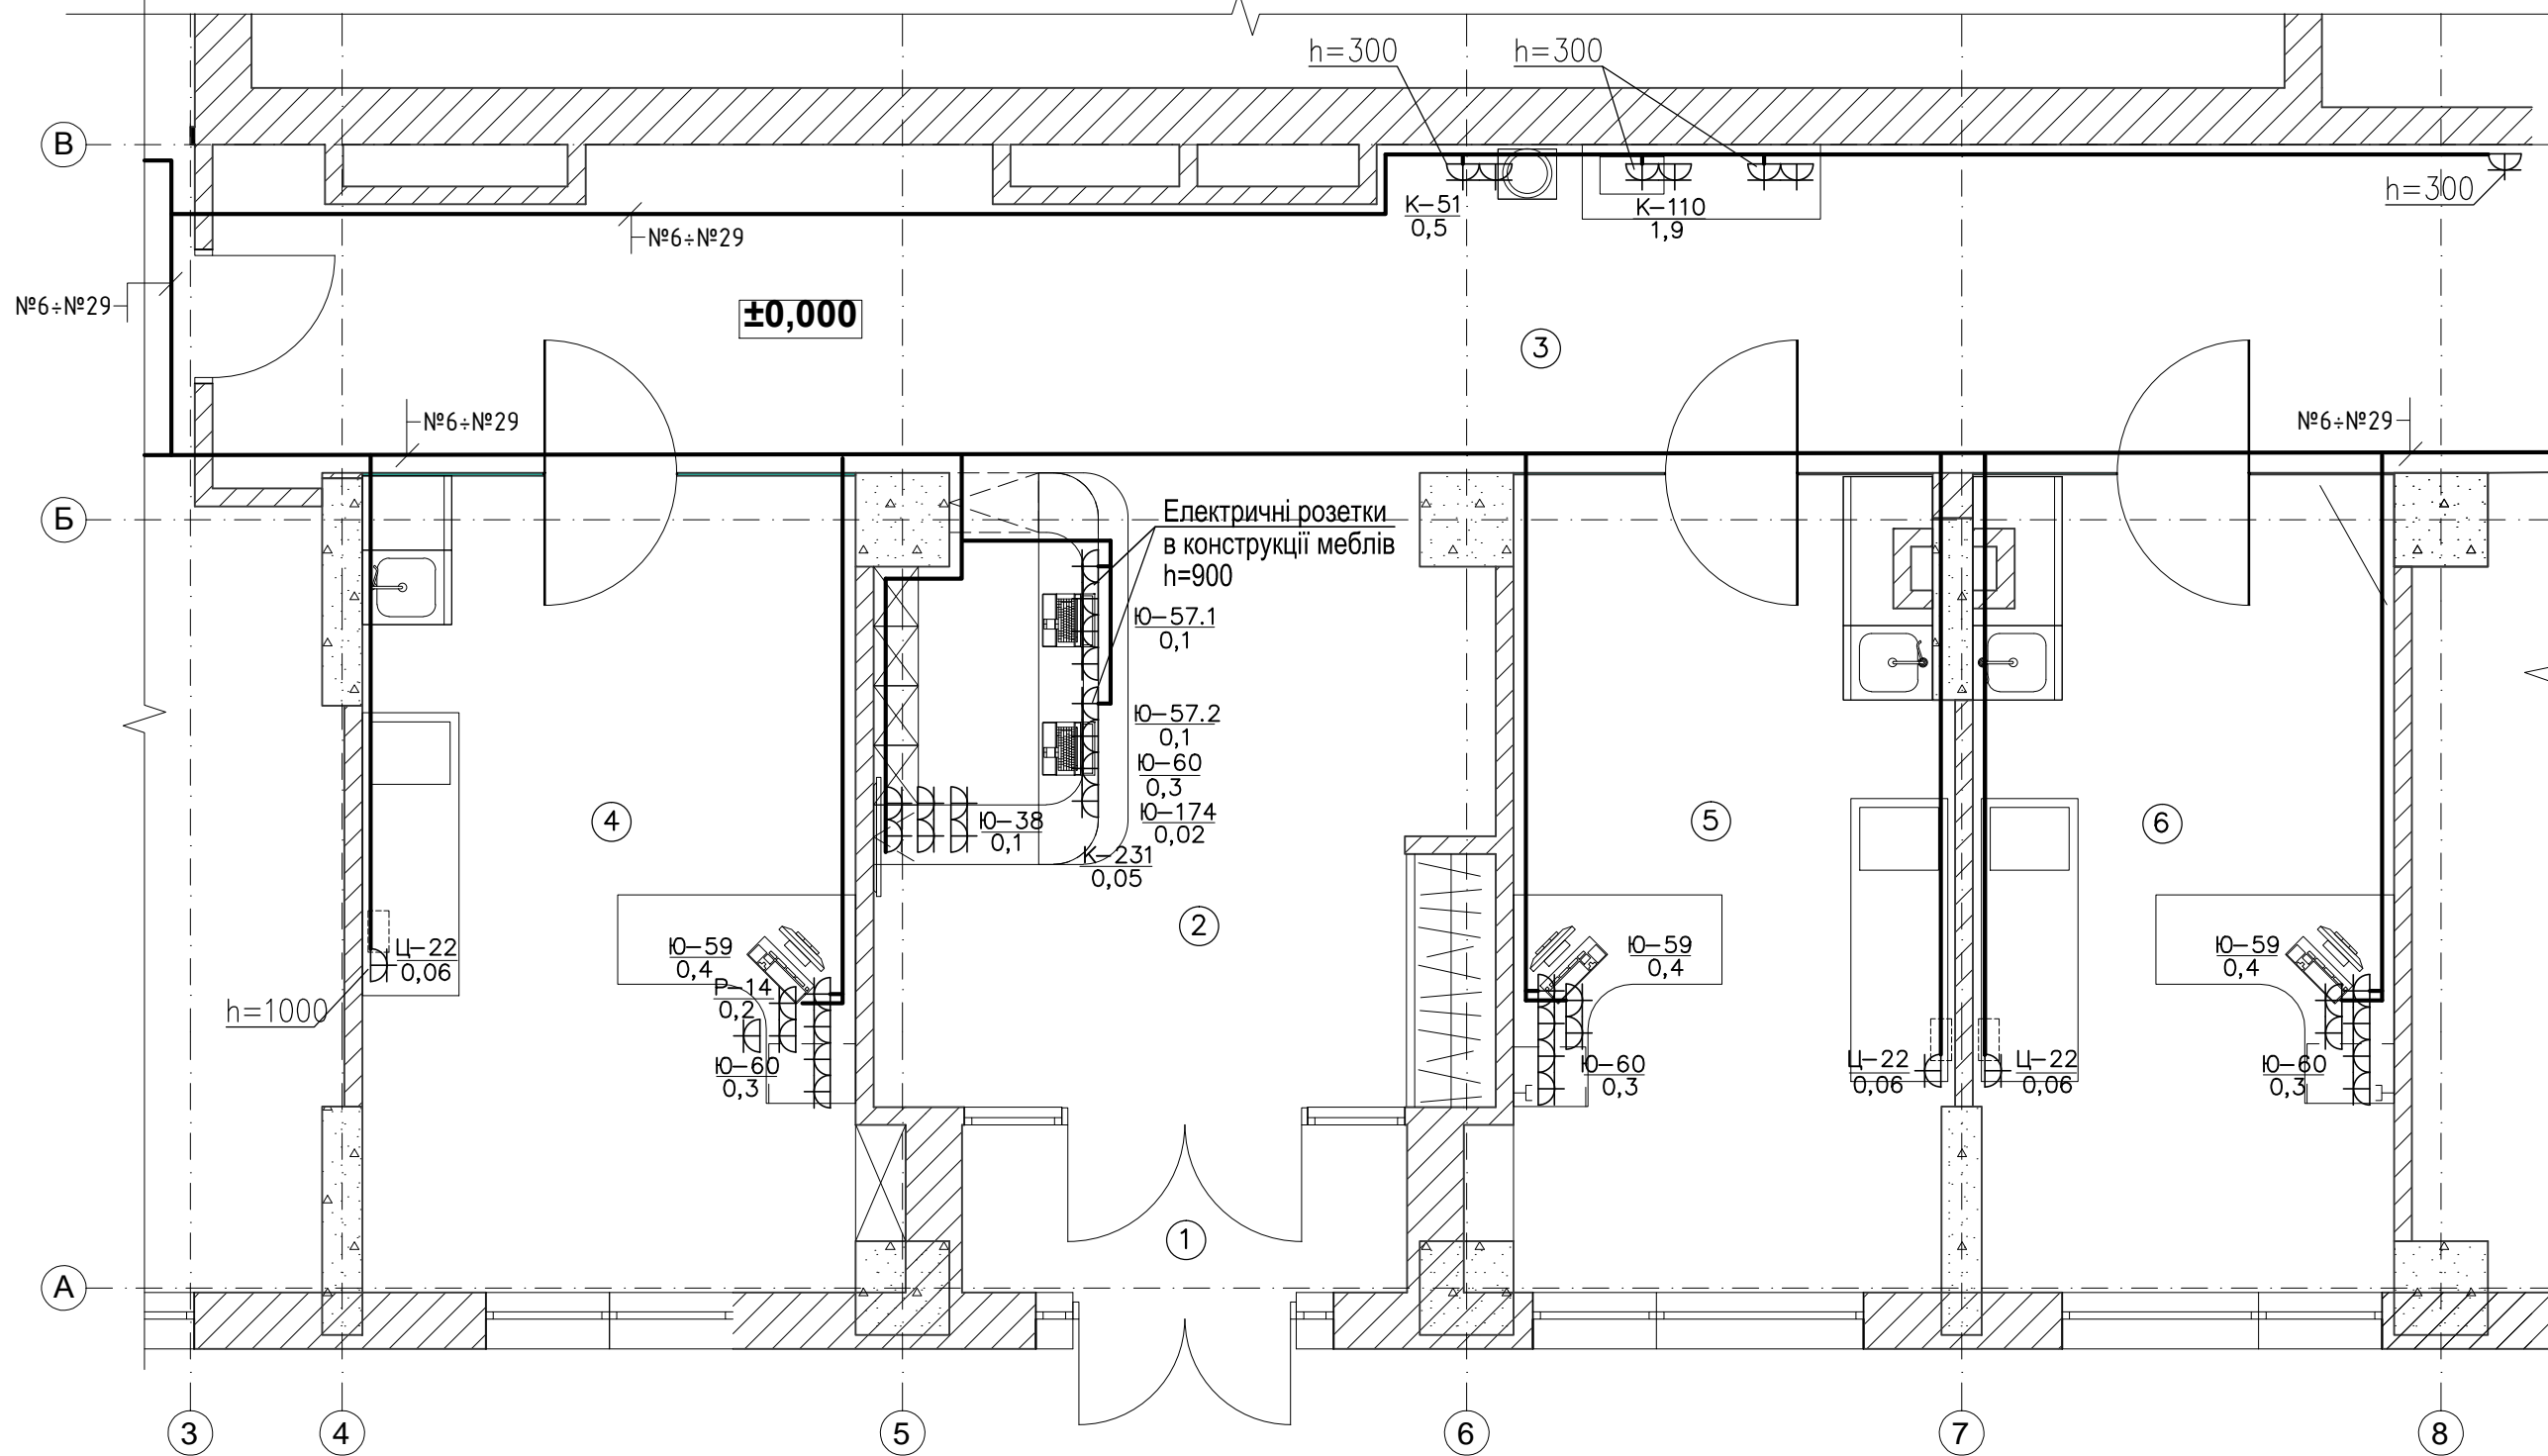 h=300
h=300
В
h=300
К-51
0,5
К-110
1,9
№6÷№29
№6÷№29
±0,000
3
№6÷№29
№6÷№29
Б
Електричні розетки
в конструкції меблів
h=900
Ю-57.1
0,1
Ю-57.2
0,1
Ю-60
0,3
Ю-174
0,02
Ю-38
0,1
К-231
0,05
4
5
6
2
Ц-22
0,06
h=1000
Ю-59
0,4
Р-14
0,2
Ю-60
0,3
Ю-59
0,4
Ю-60
0,3
Ц-22
0,06
Ц-22
0,06
Ю-59
0,4
Ю-60
0,3
1
А
3
4
5
6
7
8